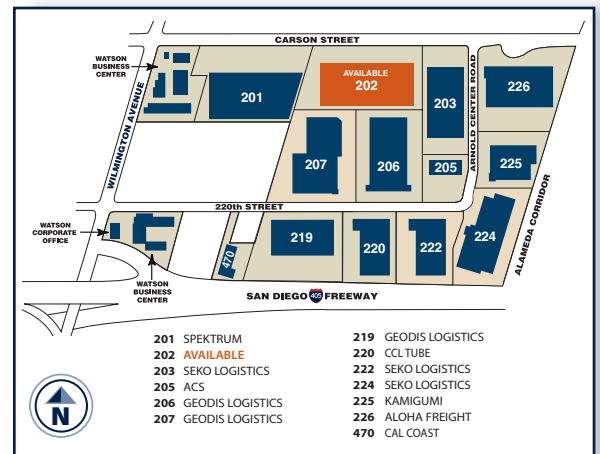 CARSON STREET
WATSON
BUSINESS
CENTER
WILMINGTON AVENUE
201
AVAILABLE
202
203
ARNOLD CENTER ROAD
226
207
206
205
225
220th STREET
ALAMEDA CORRIDOR
WATSON
CORPORATE
OFFICE
WATSON
BUSINESS
CENTER
470
219
220
222
224
SAN DIEGO 405 FREEWAY
201 SPEKTRUM
202 AVAILABLE
203 SEKO LOGISTICS
205 ACS
206 GEODIS LOGISTICS
207 GEODIS LOGISTICS
219 GEODIS LOGISTICS
220 CCL TUBE
222 SEKO LOGISTICS
224 SEKO LOGISTICS
225 KAMIGUMI
226 ALOHA FREIGHT
470 CAL COAST
N